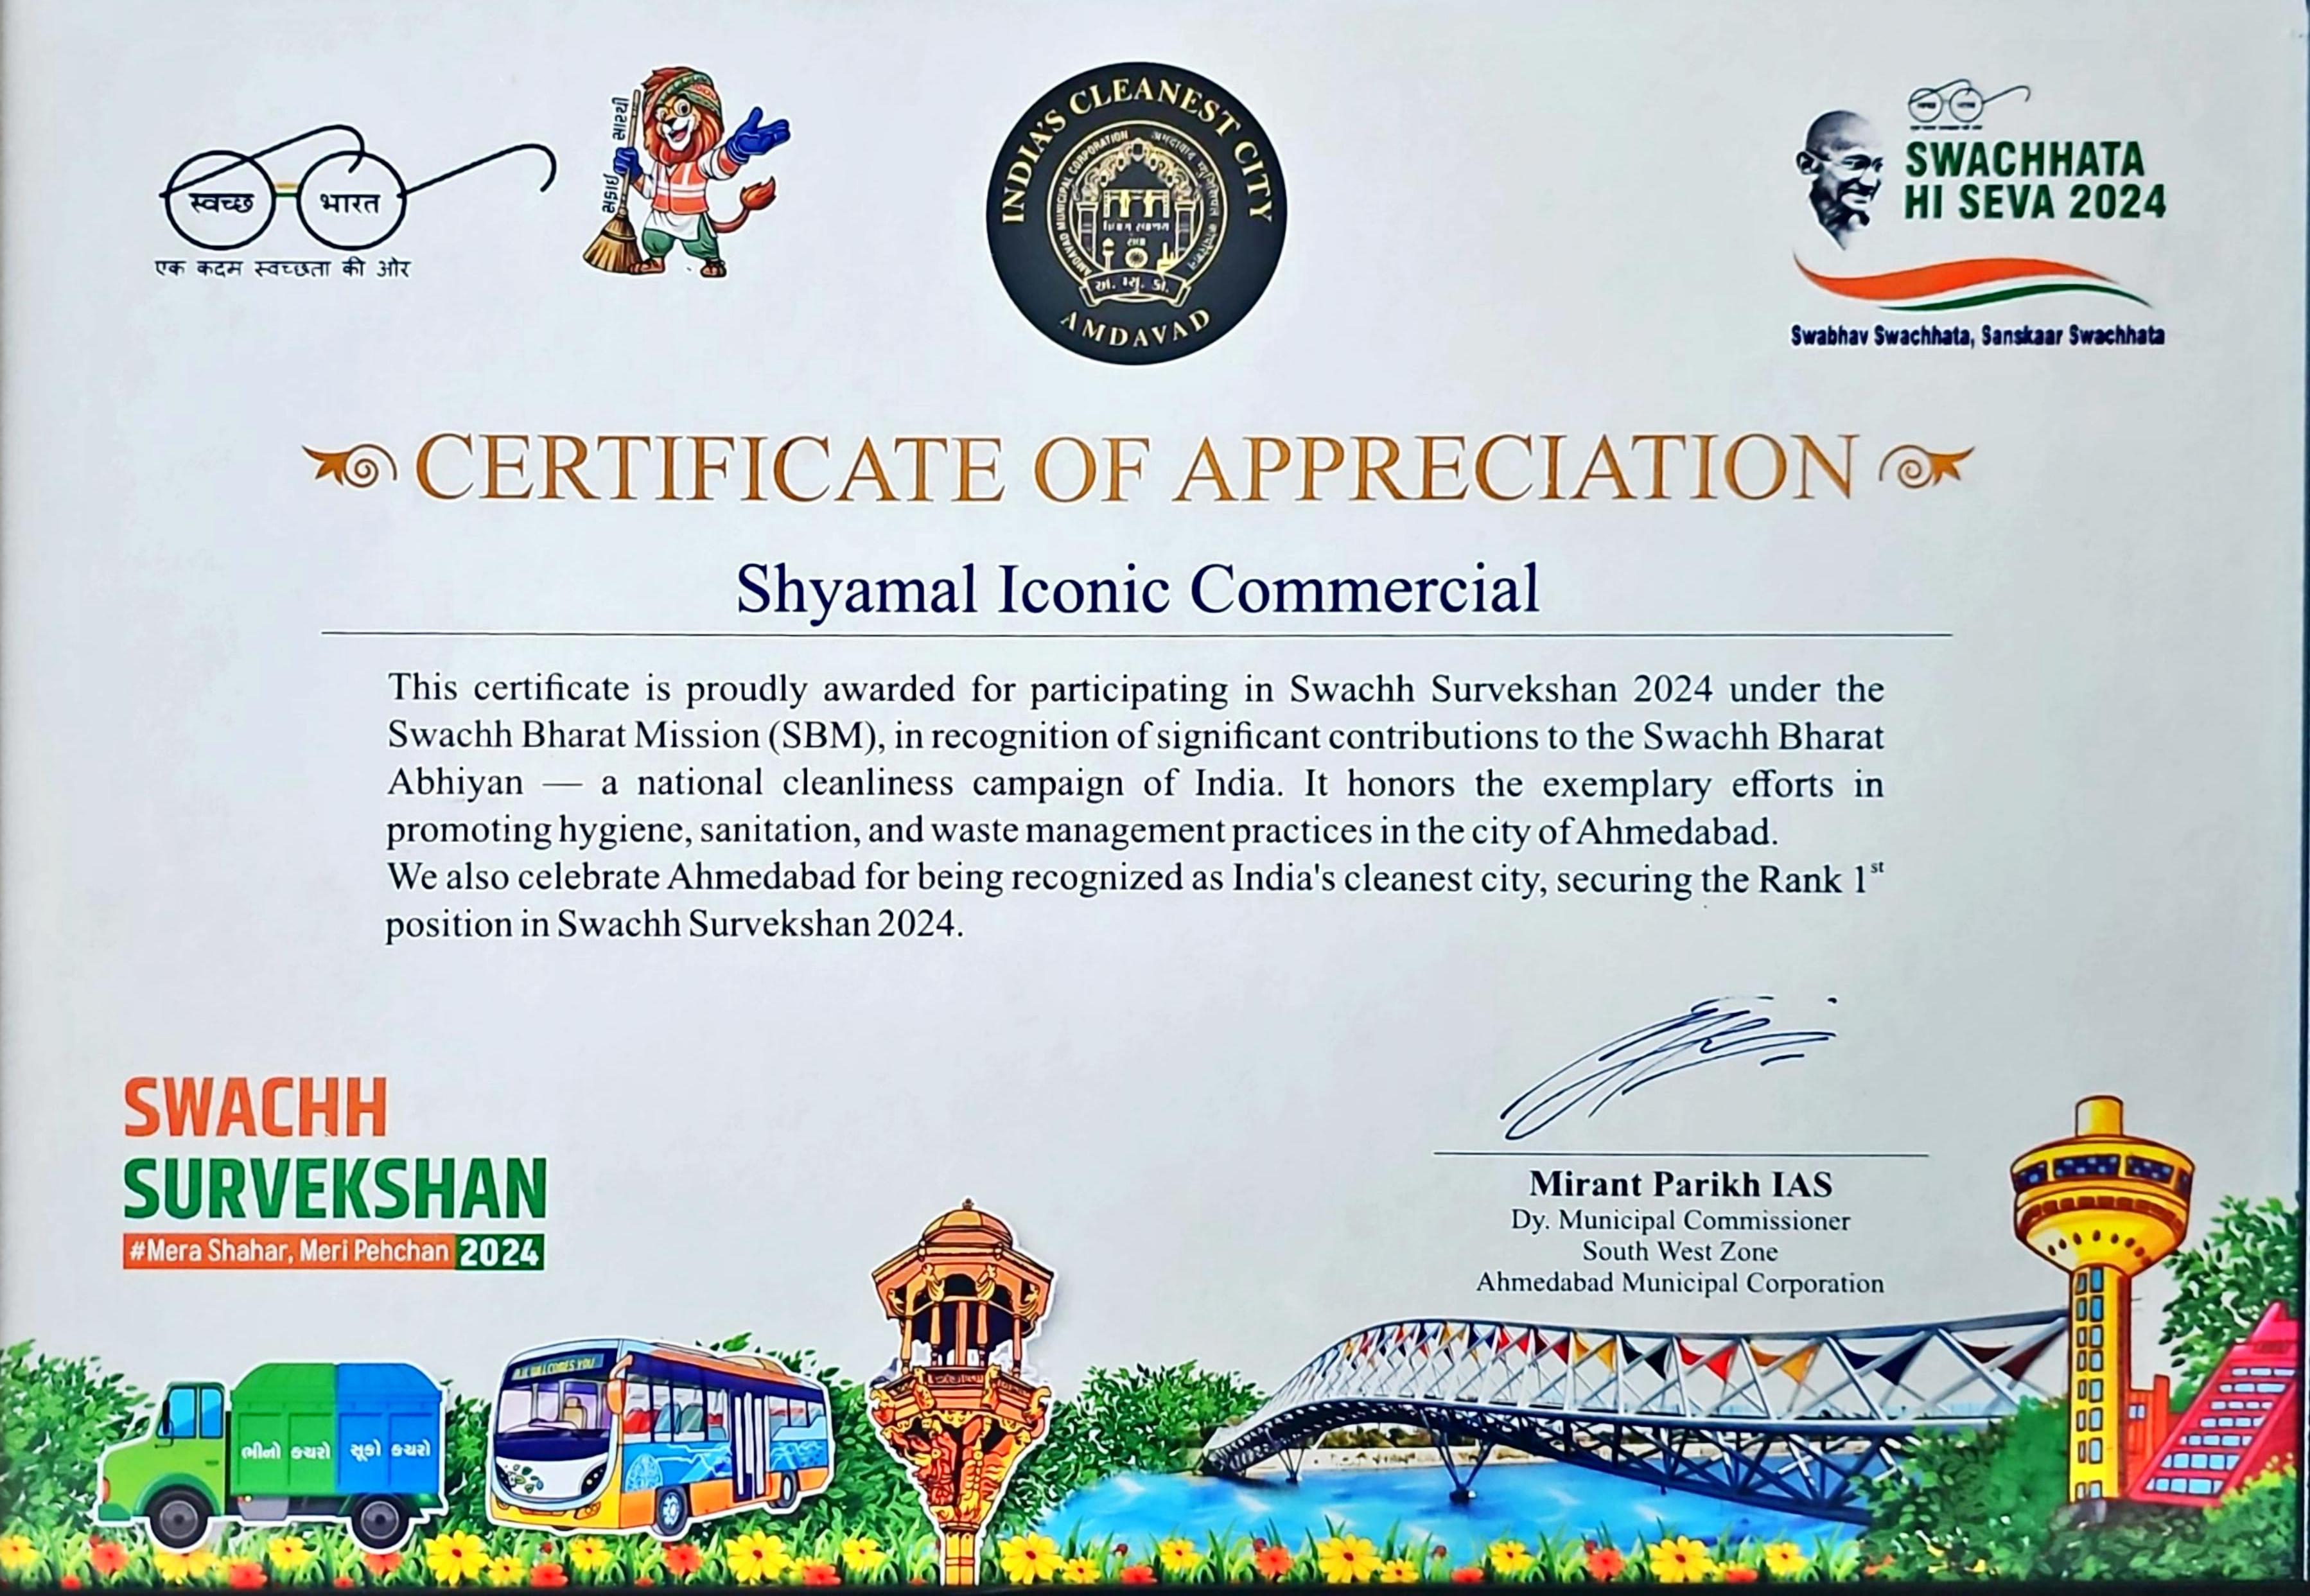 स्वच्छ भारत
एक कदम स्वच्छता की ओर
સફાઈ સારથી
INDIA'S CLEANEST CITY
AMDAVAD MUNICIPAL CORPORATION
અ. મ્યુ. કો.
AMDAVAD
SWACHHATA
HI SEVA 2024
Swabhav Swachhata, Sanskaar Swachhata
CERTIFICATE OF APPRECIATION
Shyamal Iconic Commercial
This certificate is proudly awarded for participating in Swachh Survekshan 2024 under the
Swachh Bharat Mission (SBM), in recognition of significant contributions to the Swachh Bharat
Abhiyan — a national cleanliness campaign of India. It honors the exemplary efforts in
promoting hygiene, sanitation, and waste management practices in the city of Ahmedabad.
We also celebrate Ahmedabad for being recognized as India's cleanest city, securing the Rank 1st
position in Swachh Survekshan 2024.
SWACHH
SURVEKSHAN
#Mera Shahar, Meri Pehchan 2024
Mirant Parikh IAS
Dy. Municipal Commissioner
South West Zone
Ahmedabad Municipal Corporation
ભીનો કચરો સૂકો કચરો